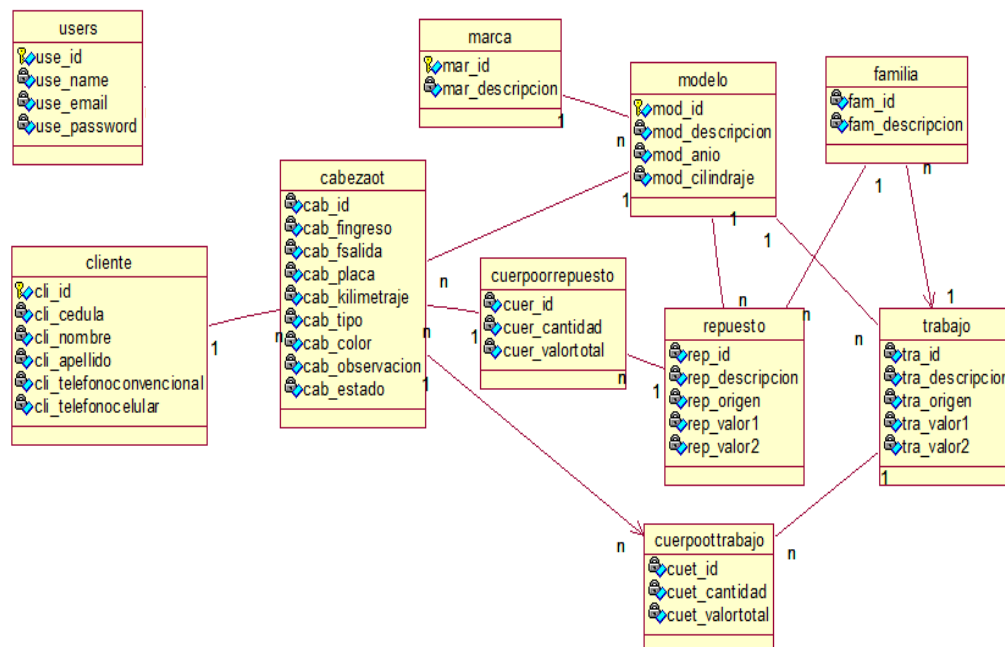 users
use_id
use_name
use_email
use_password
marca
mar_id
mar_descripcion
1
modelo
mod_id
mod_descripcion
mod_anio
mod_cilindraje
n
1
1
1
familia
fam_id
fam_descripcion
1
n
cabezaot
cab_id
cab_fingreso
cab_fsalida
cab_placa
cab_kilimetraje
cab_tipo
cab_color
cab_observacion
cab_estado
n
n
n
1
cliente
cli_id
cli_cedula
cli_nombre
cli_apellido
cli_telefonoconvencional
cli_telefonocelular
1
cuerpoorrepuesto
cuer_id
cuer_cantidad
cuer_valortotal
1
n
repuesto
rep_id
rep_descripcion
rep_origen
rep_valor1
rep_valor2
n
n
1
trabajo
tra_id
tra_descripcion
tra_origen
tra_valor1
tra_valor2
1
n
1
cuerpoottrabajo
cuet_id
cuet_cantidad
cuet_valortotal
n
n